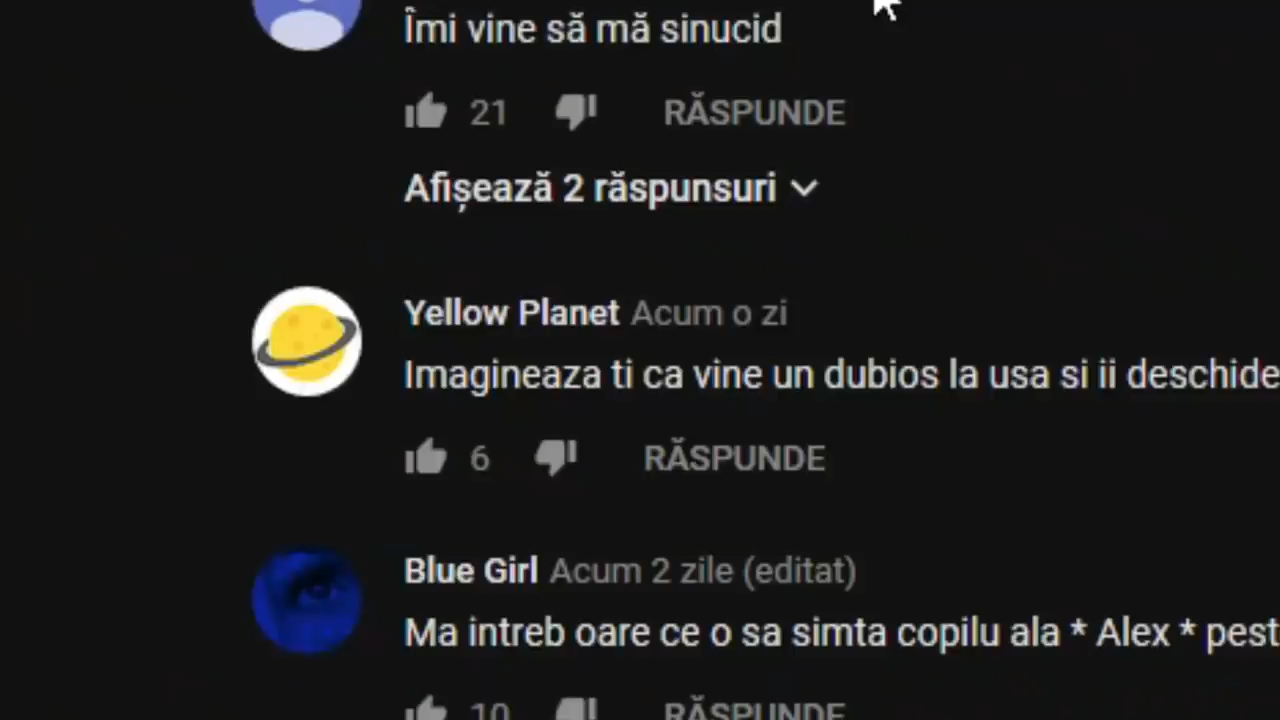 Îmi vine să mă sinucid
21 RĂSPUNDE
Afișează 2 răspunsuri
Yellow Planet Acum o zi
Imagineaza ti ca vine un dubios la usa si ii deschide
6 RĂSPUNDE
Blue Girl Acum 2 zile (editat)
Ma intreb oare ce o sa simta copilu ala * Alex * pest
10 RĂSPUNDE